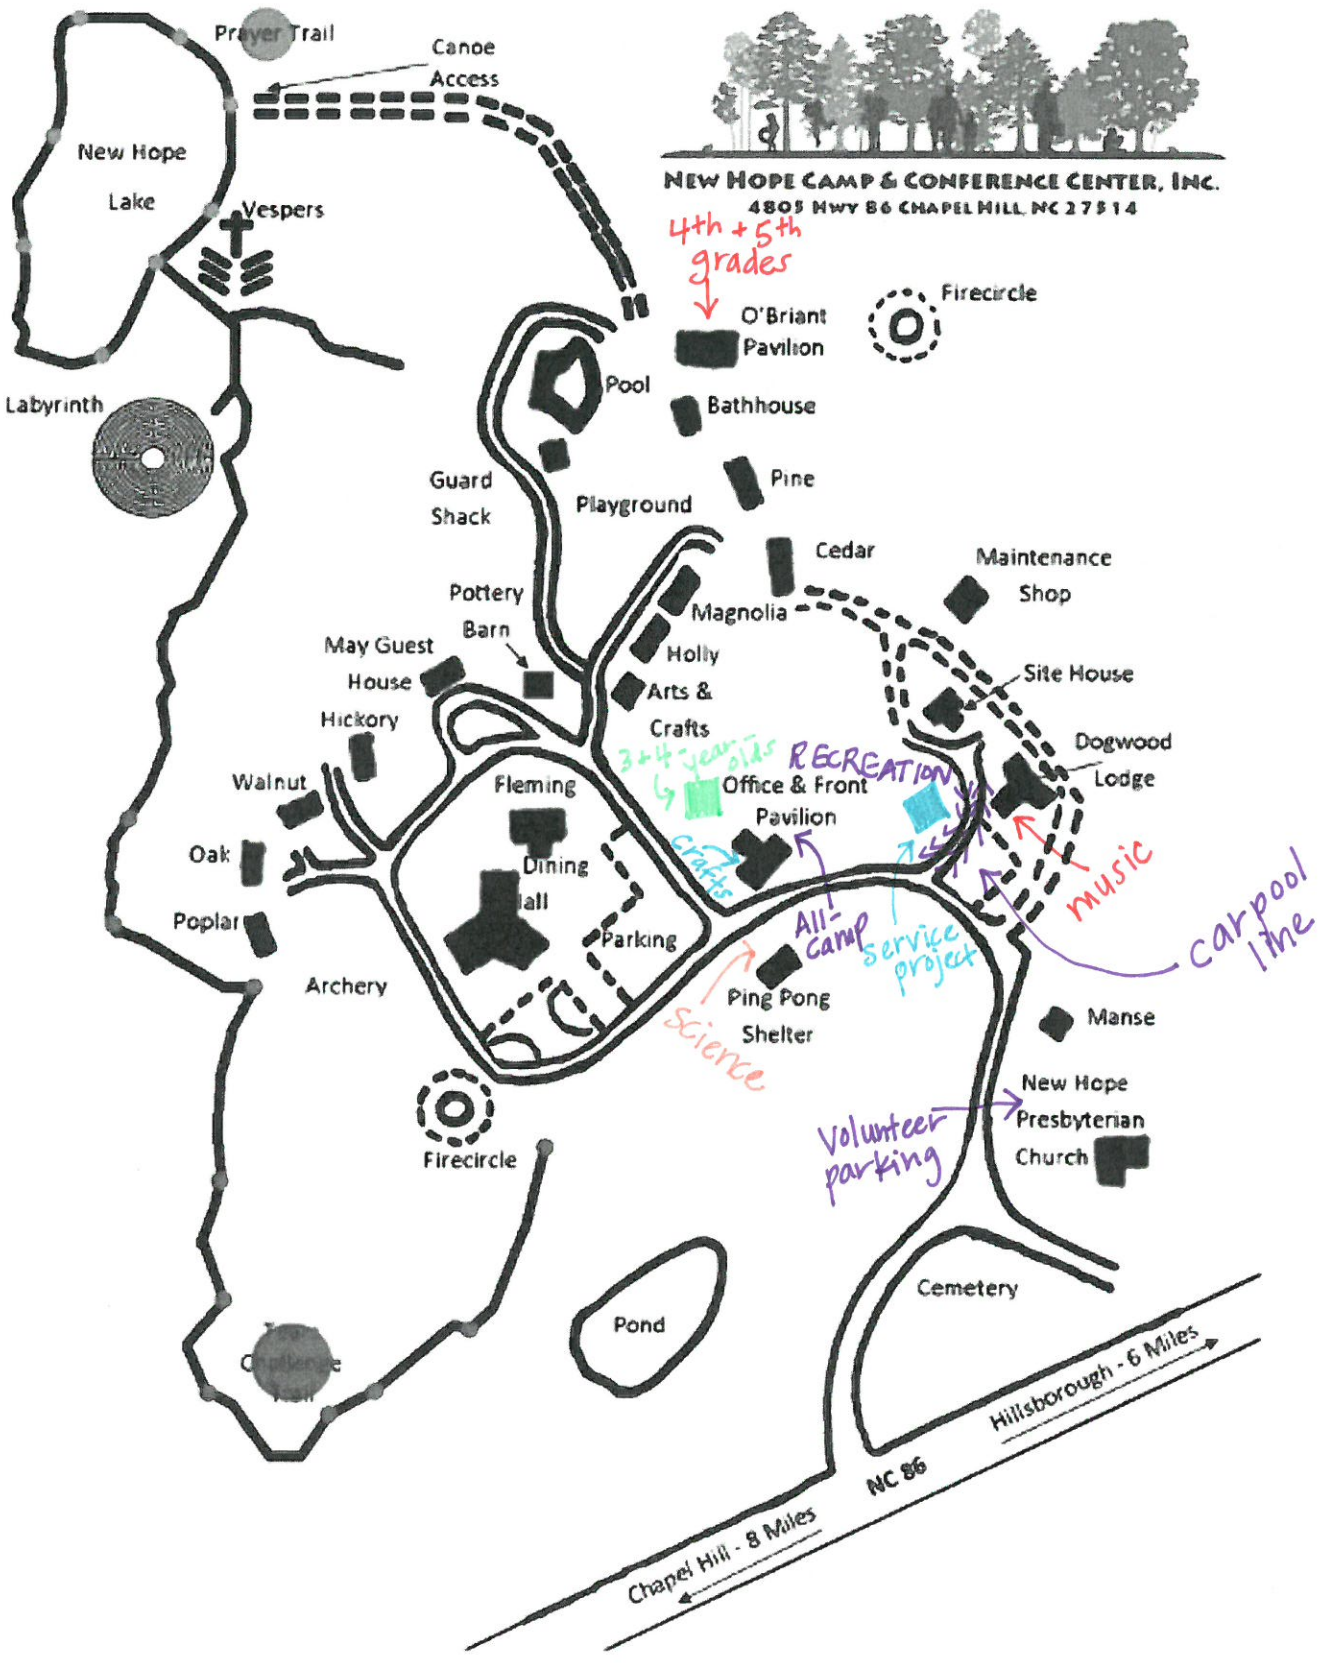 Prayer Trail
Canoe
Access
New Hope
Lake
Vespers
NEW HOPE CAMP & CONFERENCE CENTER, INC.
4805 HWY 86 CHAPEL HILL, NC 27514
4th + 5th
grades
Firecircle
O'Briant
Pavilion
Pool
Bathhouse
Labyrinth
Guard
Shack
Playground
Pine
Cedar
Maintenance
Shop
Pottery
Barn
Magnolia
May Guest
House
Holly
Site House
Arts &
Crafts
Hickory
3+4-year-olds
RECREATION
Dogwood
Lodge
Walnut
Fleming
Office & Front
Pavilion
Oak
Dining
Hall
crafts
music
Poplar
Parking
All-
camp
service
project
carpool
line
Archery
science
Ping Pong
Shelter
Manse
Volunteer
parking
New Hope
Presbyterian
Church
Firecircle
Cemetery
Pond
Challenge
Trail
Hillsborough - 6 Miles
NC 86
Chapel Hill - 8 Miles